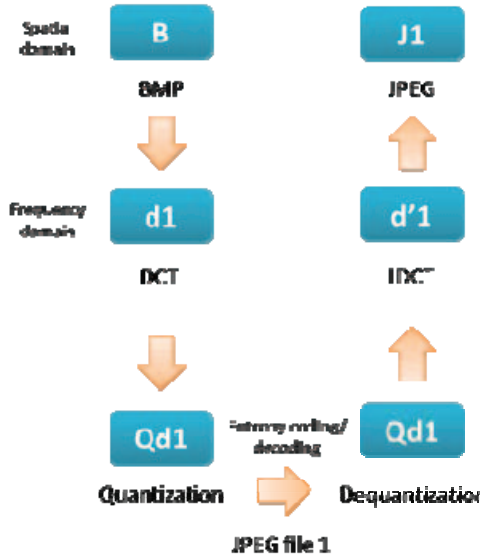 Spatia
domain
B
J1
BMP
JPEG
Frequency
domain
d1
d'1
DCT
IDCT
Qd1
Entropy coding/
decoding
Qd1
Quantization
Dequantization
JPEG file 1